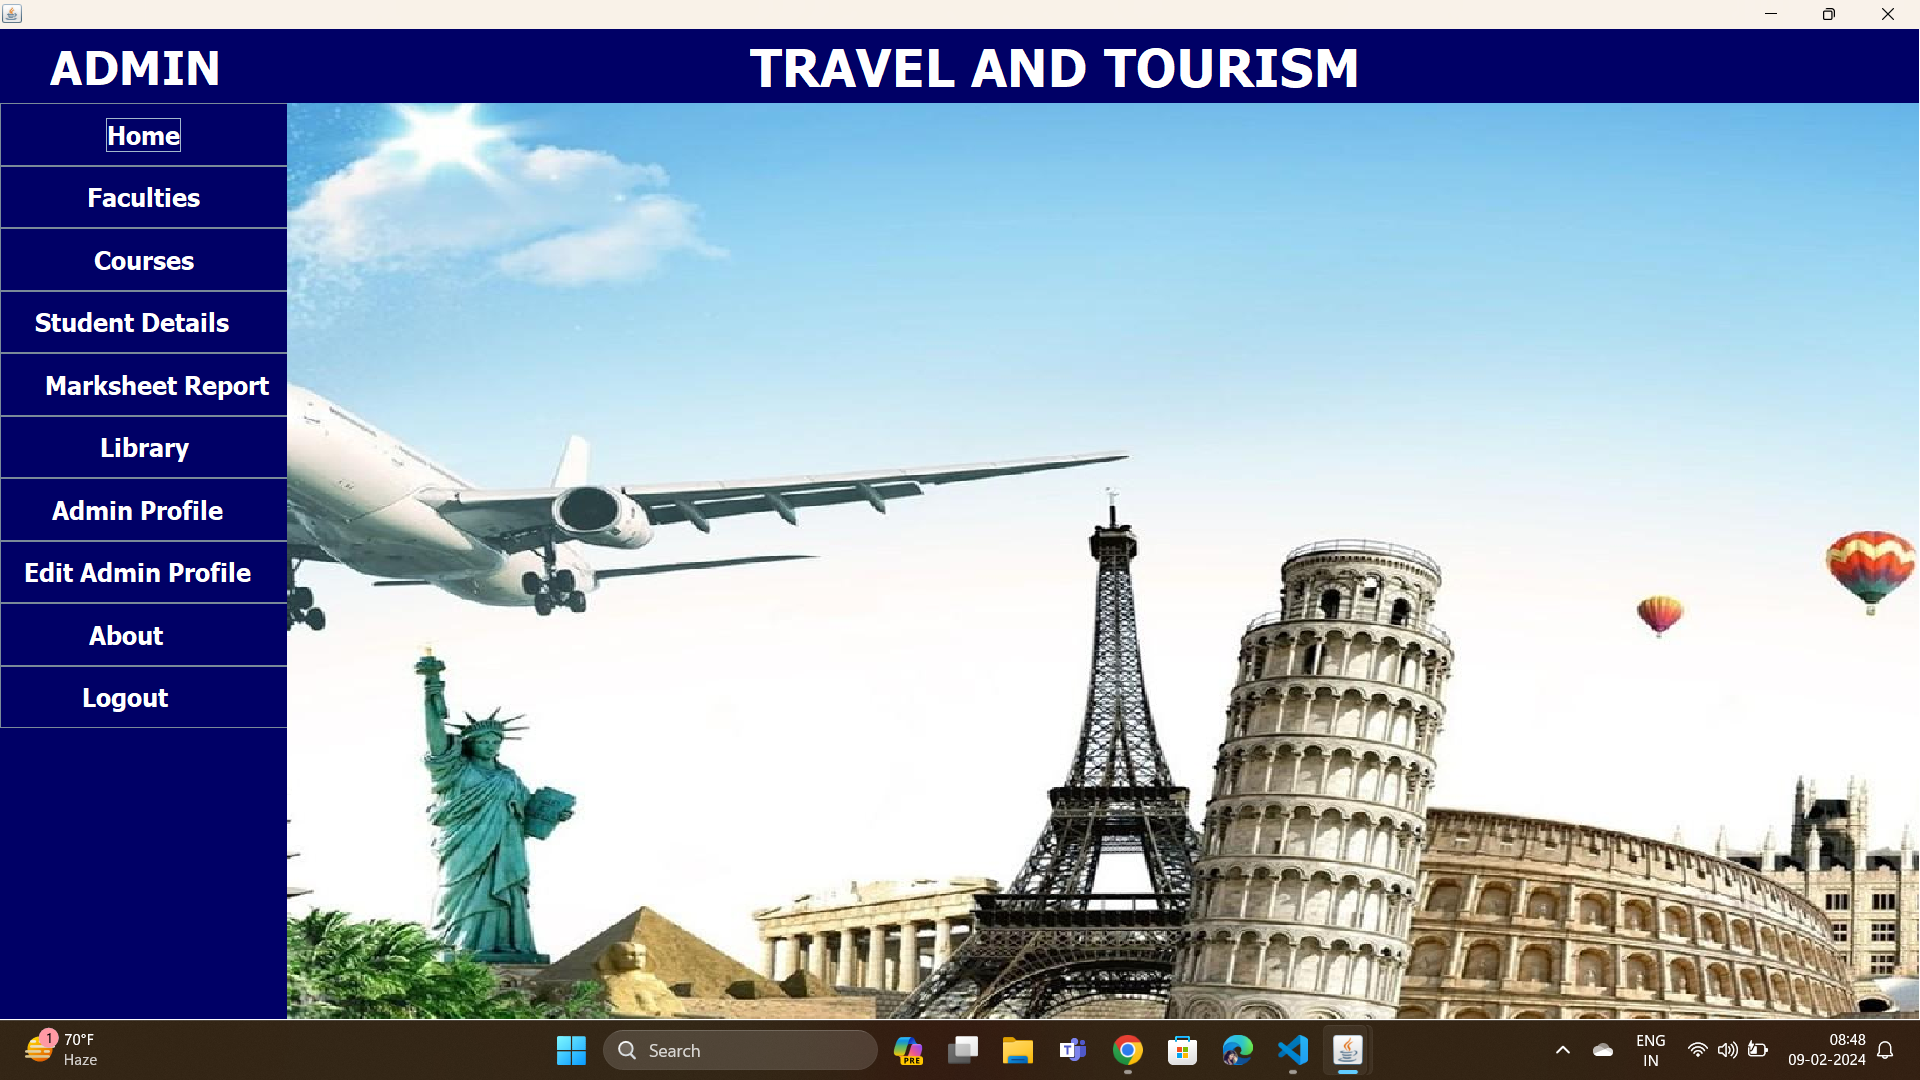 ADMIN
TRAVEL AND TOURISM
Home
Faculties
Courses
Student Details
Marksheet Report
Library
Admin Profile
Edit Admin Profile
About
Logout
1
70°F
Haze
Search
PRE
ENG
IN
08:48
09-02-2024